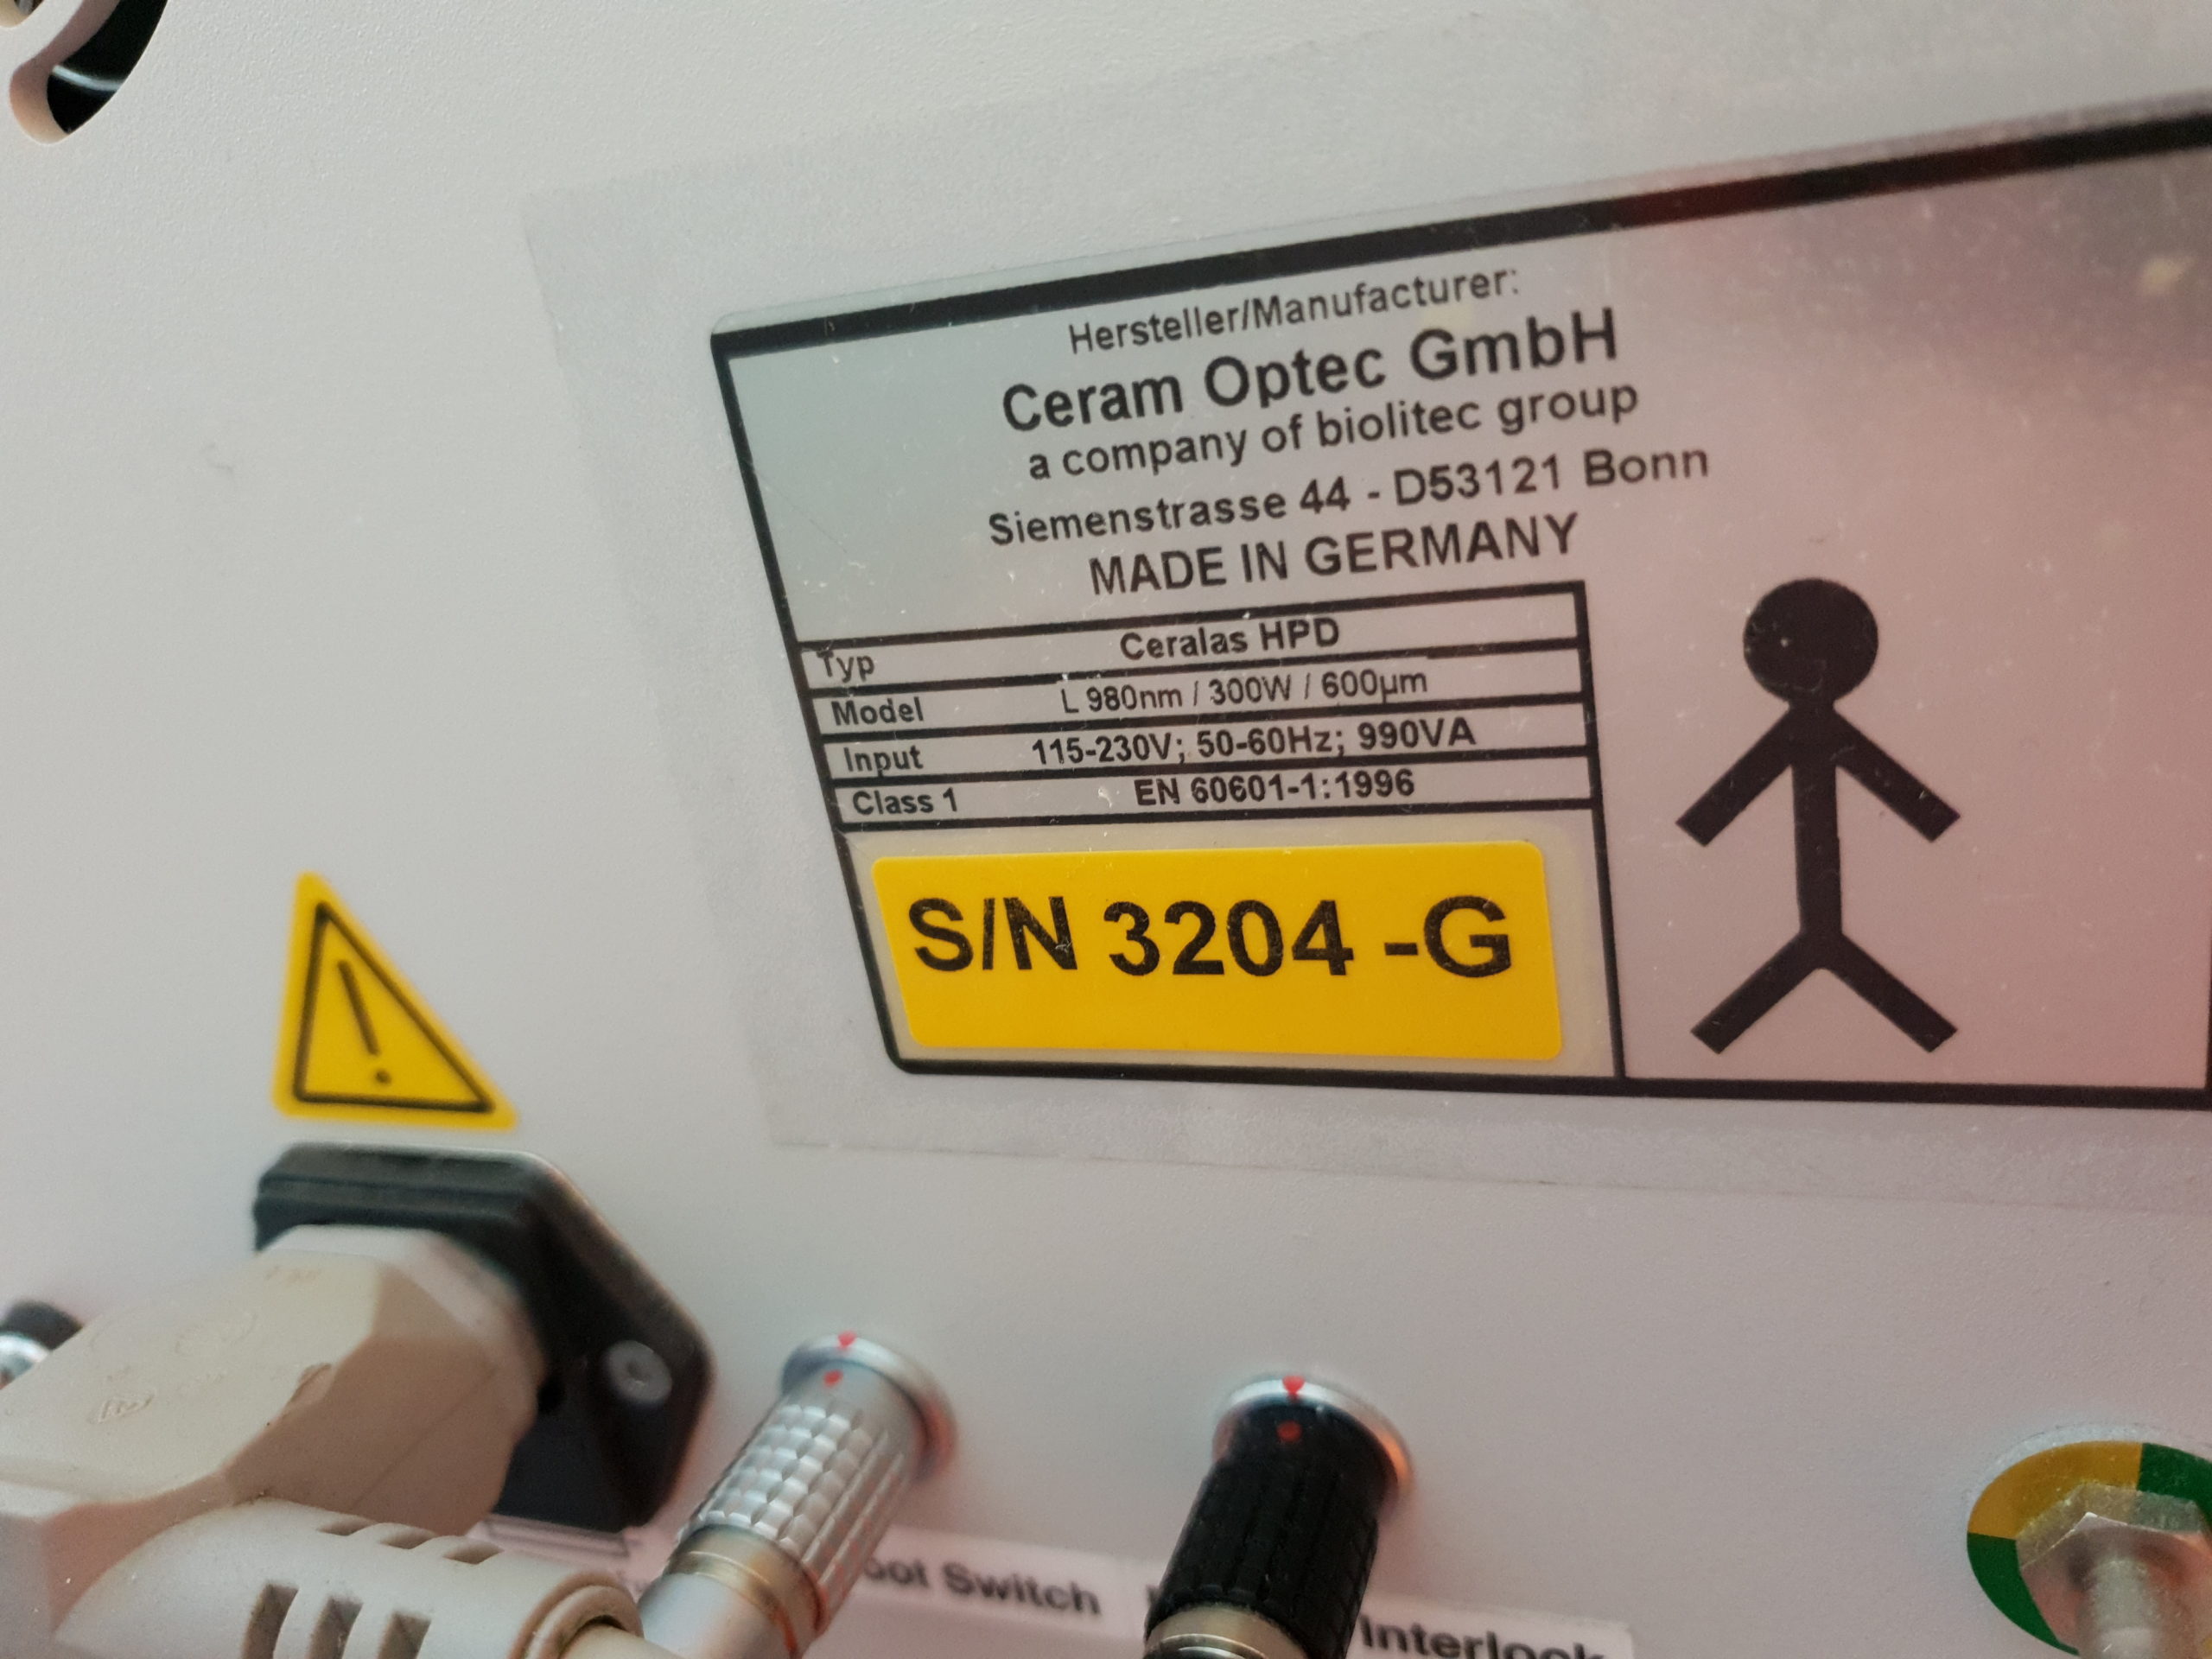 Hersteller/Manufacturer:
Ceram Optec GmbH
a company of biolitec group
Siemenstrasse 44 - D53121 Bonn
MADE IN GERMANY
Typ Ceralas HPD
Model L 980nm / 300W / 600µm
Input 115-230V; 50-60Hz; 990VA
Class 1 EN 60601-1:1996
S/N 3204 -G
Switch
Interlock